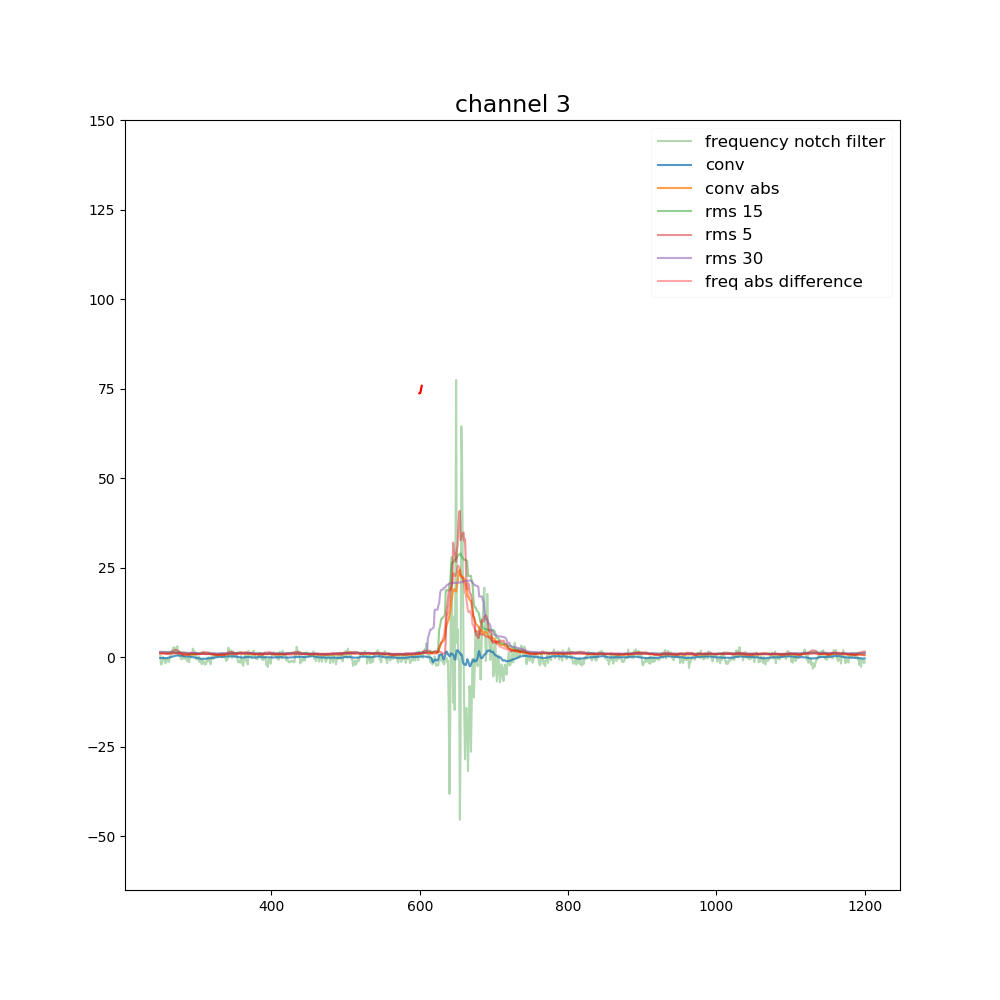 channel 3
150
125
100
75
50
25
0
−25
−50
400
600
800
1000
1200
frequency notch filter
conv
conv abs
rms 15
rms 5
rms 30
freq abs difference